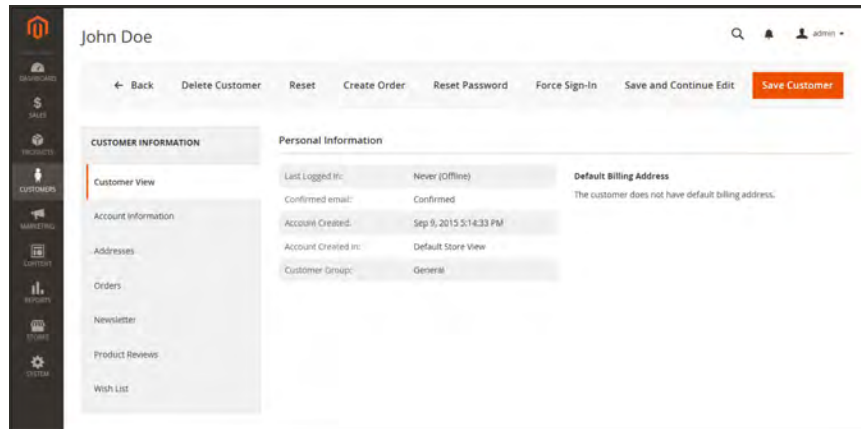 John Doe
admin
DASHBOARD
SALES
PRODUCTS
CUSTOMERS
MARKETING
CONTENT
REPORTS
STORES
SYSTEM
← Back Delete Customer Reset Create Order Reset Password Force Sign-In Save and Continue Edit Save Customer
CUSTOMER INFORMATION
Customer View
Account Information
Addresses
Orders
Newsletter
Product Reviews
Wish List
Personal Information
Last Logged In: Never (Offline)
Confirmed email: Confirmed
Account Created: Sep 9, 2015 5:14:33 PM
Account Created in: Default Store View
Customer Group: General
Default Billing Address
The customer does not have default billing address.